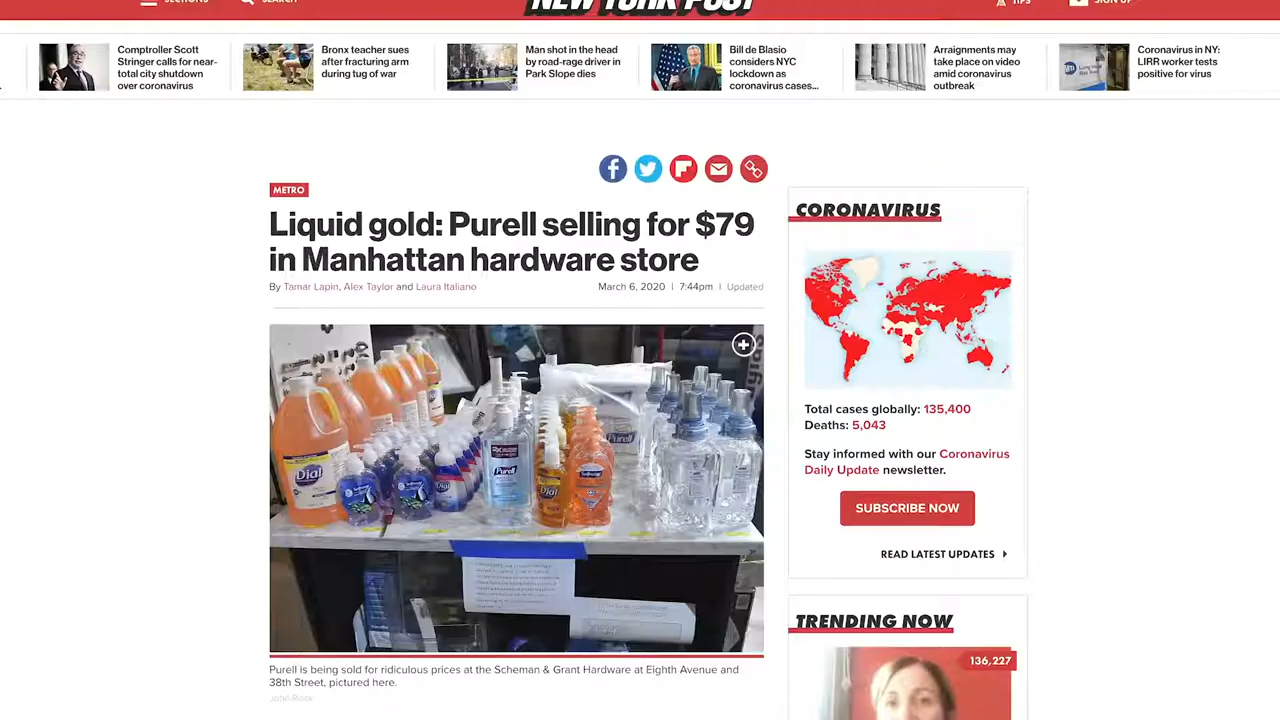 SECTIONS
SEARCH
NEW YORK POST
TIPS
SIGN UP
Comptroller Scott
Stringer calls for near-
total city shutdown
over coronavirus
Bronx teacher sues
after fracturing arm
during tug of war
Man shot in the head
by road-rage driver in
Park Slope dies
Bill de Blasio
considers NYC
lockdown as
coronavirus cases...
Arraignments may
take place on video
amid coronavirus
outbreak
Coronavirus in NY:
LIRR worker tests
positive for virus
METRO
Liquid gold: Purell selling for $79
in Manhattan hardware store
By Tamar Lapin, Alex Taylor and Laura Italiano
March 6, 2020 | 7:44pm | Updated
Dial
Purell
Dial
Purell
Purell is being sold for ridiculous prices at the Scheman & Grant Hardware at Eighth Avenue and
38th Street, pictured here.
CORONAVIRUS
Total cases globally: 135,400
Deaths: 5,043
Stay informed with our Coronavirus
Daily Update newsletter.
SUBSCRIBE NOW
READ LATEST UPDATES
TRENDING NOW
136,227